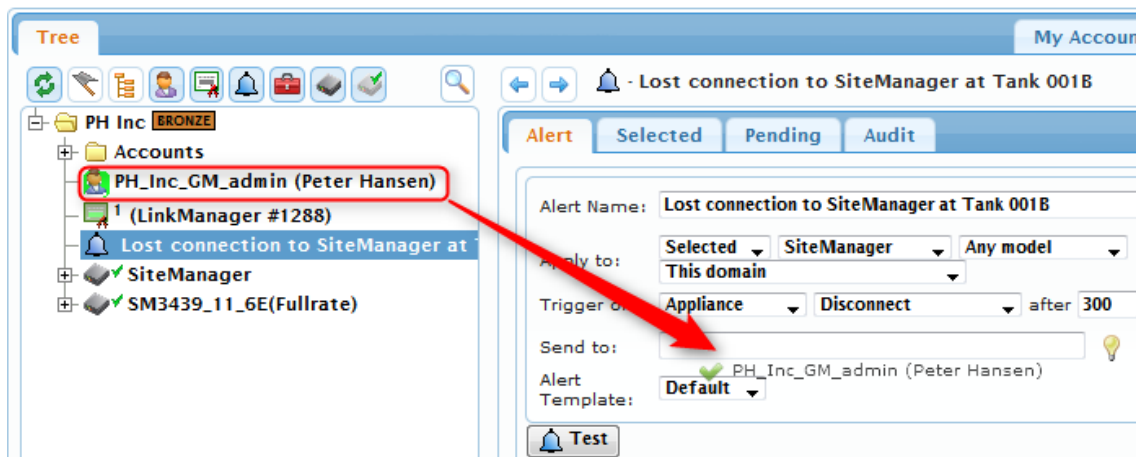 Tree
My Accoun
- Lost connection to SiteManager at Tank 001B
PH Inc BRONZE
Accounts
PH_Inc_GM_admin (Peter Hansen)
1 (LinkManager #1288)
Lost connection to SiteManager at
SiteManager
SM3439_11_6E(Fullrate)
Alert Selected Pending Audit
Alert Name: Lost connection to SiteManager at Tank 001B
Apply to: Selected SiteManager Any model
This domain
Trigger Appliance Disconnect after 300
Send to:
PH_Inc_GM_admin (Peter Hansen)
Alert
Template: Default
Test